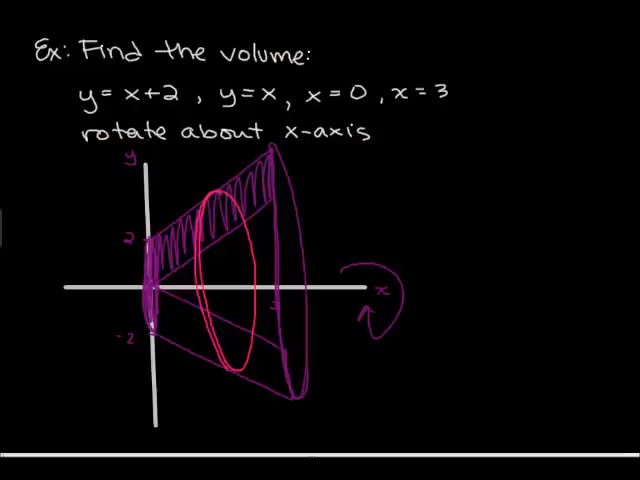 Ex: Find the volume:
y = x+2 , y = x , x = 0 , x = 3
rotate about x-axis
y
2
x
3
-2